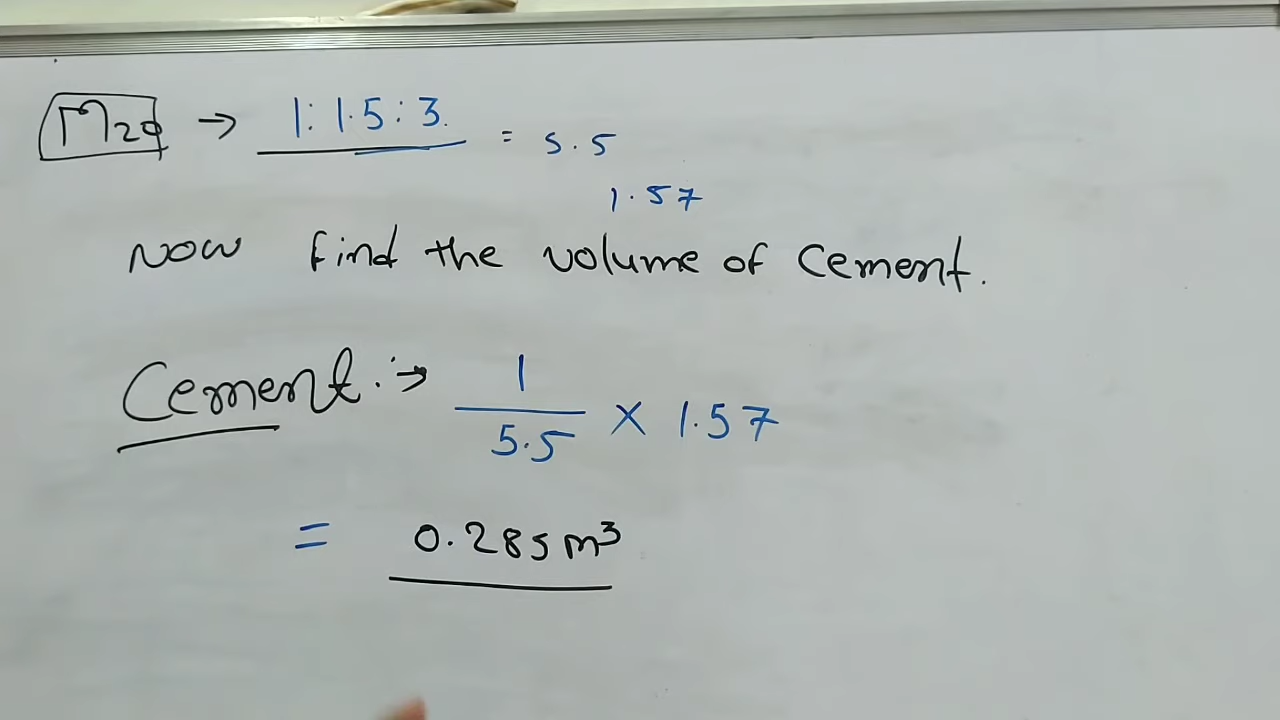 M20 → 1:1.5:3. = 5.5
1.57
Now find the volume of Cement.
Cement :→ 1/5.5 × 1.57
= 0.285 m³